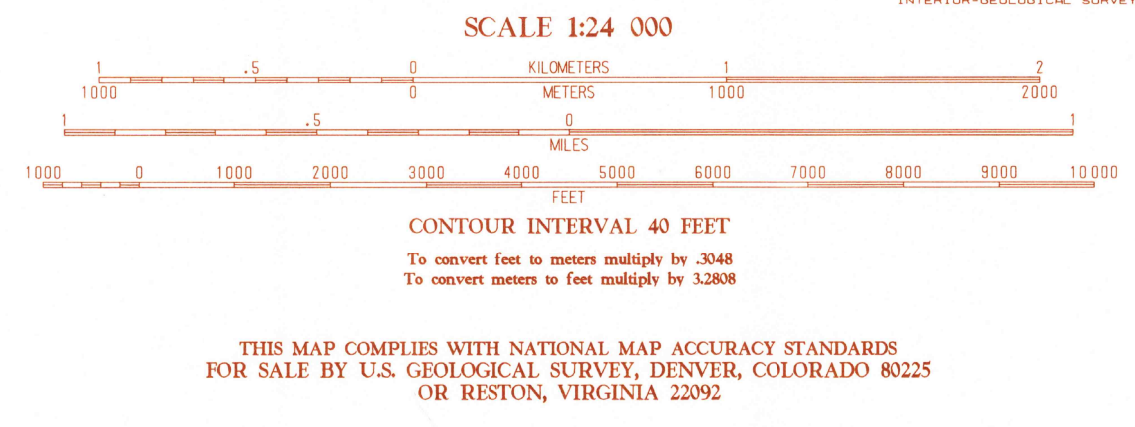 INTERIOR-GEOLOGICAL SURVEY
SCALE 1:24 000
1 .5 0 KILOMETERS 1 2
1000 0 METERS 1000 2000
1 .5 0 1
MILES
1000 0 1000 2000 3000 4000 5000 6000 7000 8000 9000 10 000
FEET
CONTOUR INTERVAL 40 FEET
To convert feet to meters multiply by .3048
To convert meters to feet multiply by 3.2808
THIS MAP COMPLIES WITH NATIONAL MAP ACCURACY STANDARDS
FOR SALE BY U.S. GEOLOGICAL SURVEY, DENVER, COLORADO 80225
OR RESTON, VIRGINIA 22092